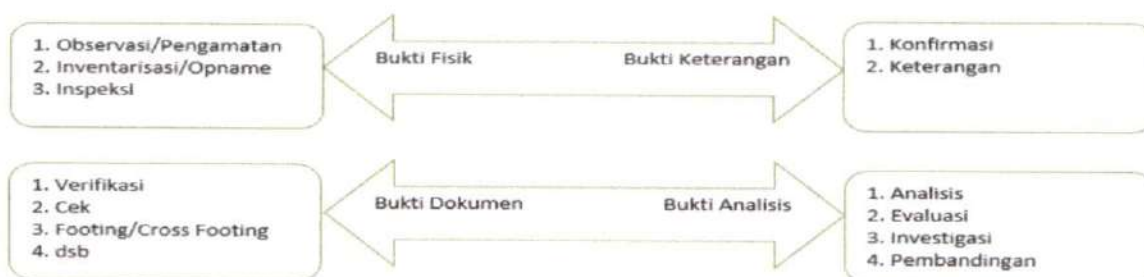 1. Observasi/Pengamatan
2. Inventarisasi/Opname
3. Inspeksi
Bukti Fisik
Bukti Keterangan
1. Konfirmasi
2. Keterangan
1. Verifikasi
2. Cek
3. Footing/Cross Footing
4. dsb
Bukti Dokumen
Bukti Analisis
1. Analisis
2. Evaluasi
3. Investigasi
4. Pembandingan